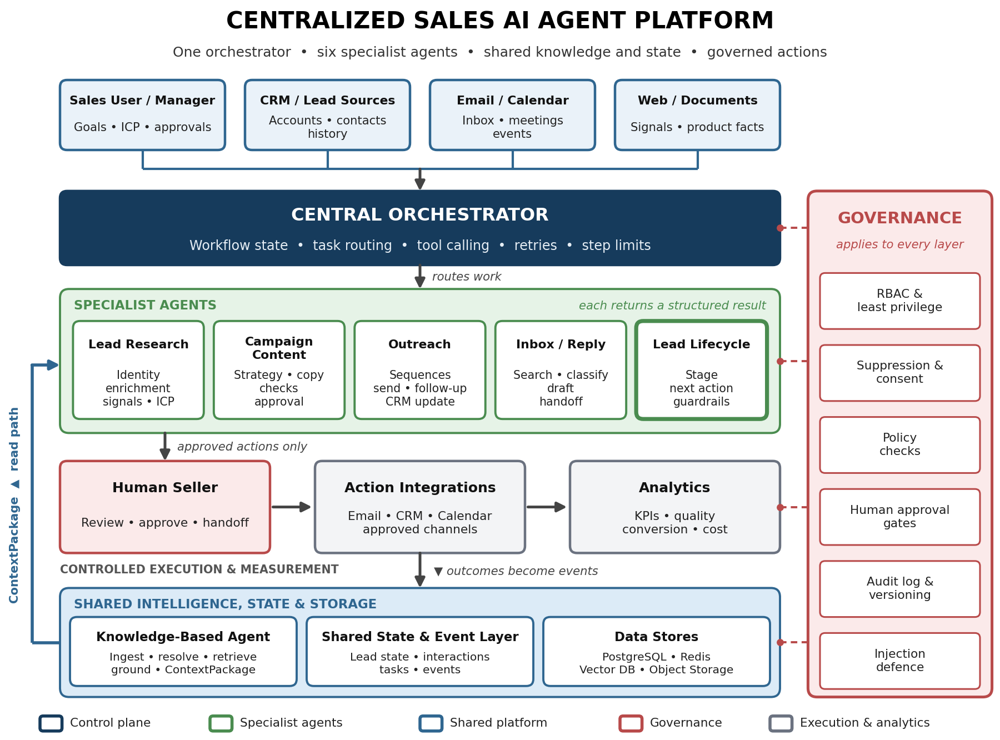 CENTRALIZED SALES AI AGENT PLATFORM
One orchestrator • six specialist agents • shared knowledge and state • governed actions
Sales User / Manager
Goals • ICP • approvals
CRM / Lead Sources
Accounts • contacts
history
Email / Calendar
Inbox • meetings
events
Web / Documents
Signals • product facts
CENTRAL ORCHESTRATOR
Workflow state • task routing • tool calling • retries • step limits
routes work
SPECIALIST AGENTS
each returns a structured result
Lead Research
Identity
enrichment
signals • ICP
Campaign
Content
Strategy • copy
checks
approval
Outreach
Sequences
send • follow-up
CRM update
Inbox / Reply
Search • classify
draft
handoff
Lead Lifecycle
Stage
next action
guardrails
approved actions only
Human Seller
Review • approve • handoff
Action Integrations
Email • CRM • Calendar
approved channels
Analytics
KPIs • quality
conversion • cost
CONTROLLED EXECUTION & MEASUREMENT
▼ outcomes become events
SHARED INTELLIGENCE, STATE & STORAGE
Knowledge-Based Agent
Ingest • resolve • retrieve
ground • ContextPackage
Shared State & Event Layer
Lead state • interactions
tasks • events
Data Stores
PostgreSQL • Redis
Vector DB • Object Storage
ContextPackage ▲ read path
GOVERNANCE
applies to every layer
RBAC &
least privilege
Suppression &
consent
Policy
checks
Human approval
gates
Audit log &
versioning
Injection
defence
Control plane
Specialist agents
Shared platform
Governance
Execution & analytics